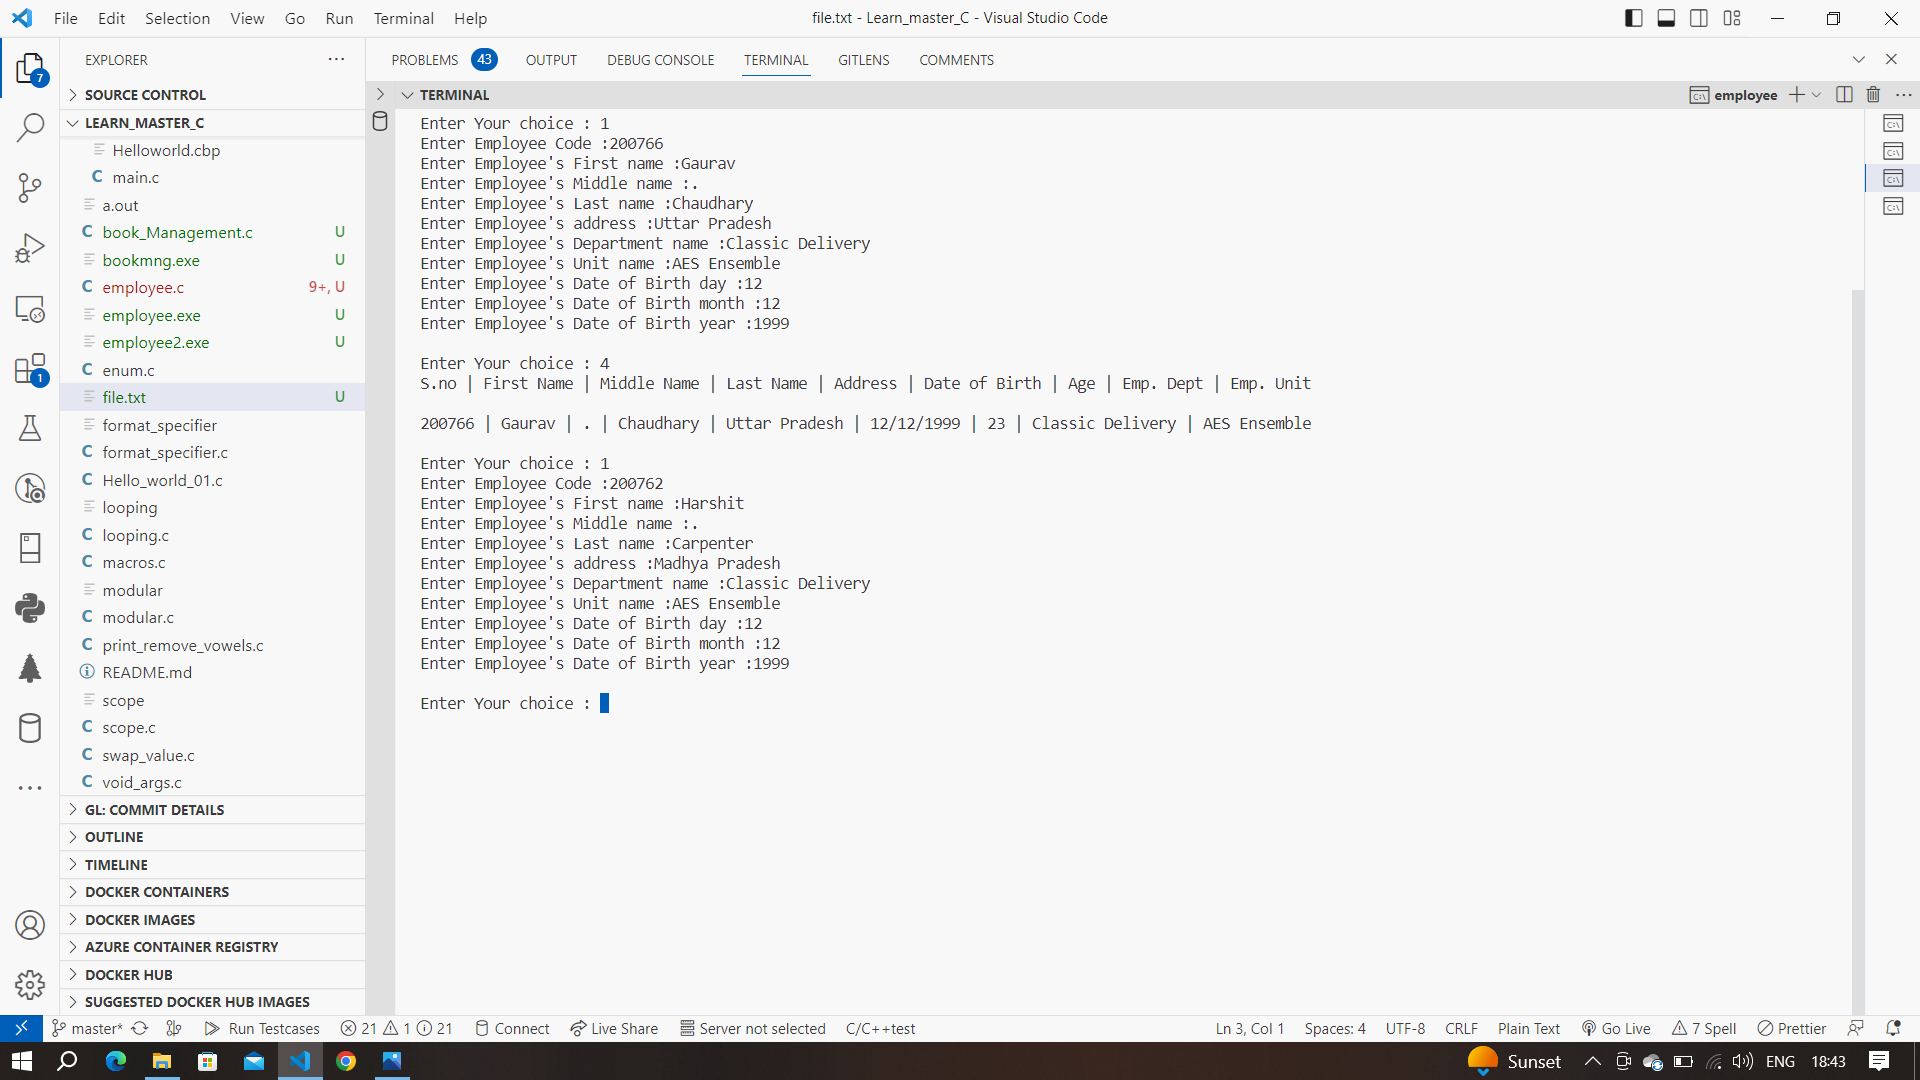 File Edit Selection View Go Run Terminal Help
file.txt - Learn_master_C - Visual Studio Code
7
1
EXPLORER
SOURCE CONTROL
LEARN_MASTER_C
Helloworld.cbp
C main.c
a.out
C book_Management.c U
bookmng.exe U
C employee.c 9+, U
employee.exe U
employee2.exe U
C enum.c
file.txt U
format_specifier
C format_specifier.c
C Hello_world_01.c
looping
C looping.c
C macros.c
modular
C modular.c
C print_remove_vowels.c
README.md
scope
C scope.c
C swap_value.c
C void_args.c
GL: COMMIT DETAILS
OUTLINE
TIMELINE
DOCKER CONTAINERS
DOCKER IMAGES
AZURE CONTAINER REGISTRY
DOCKER HUB
SUGGESTED DOCKER HUB IMAGES
PROBLEMS 43 OUTPUT DEBUG CONSOLE TERMINAL GITLENS COMMENTS
TERMINAL
employee
Enter Your choice : 1
Enter Employee Code :200766
Enter Employee's First name :Gaurav
Enter Employee's Middle name :.
Enter Employee's Last name :Chaudhary
Enter Employee's address :Uttar Pradesh
Enter Employee's Department name :Classic Delivery
Enter Employee's Unit name :AES Ensemble
Enter Employee's Date of Birth day :12
Enter Employee's Date of Birth month :12
Enter Employee's Date of Birth year :1999
Enter Your choice : 4
S.no | First Name | Middle Name | Last Name | Address | Date of Birth | Age | Emp. Dept | Emp. Unit
200766 | Gaurav | . | Chaudhary | Uttar Pradesh | 12/12/1999 | 23 | Classic Delivery | AES Ensemble
Enter Your choice : 1
Enter Employee Code :200762
Enter Employee's First name :Harshit
Enter Employee's Middle name :.
Enter Employee's Last name :Carpenter
Enter Employee's address :Madhya Pradesh
Enter Employee's Department name :Classic Delivery
Enter Employee's Unit name :AES Ensemble
Enter Employee's Date of Birth day :12
Enter Employee's Date of Birth month :12
Enter Employee's Date of Birth year :1999
Enter Your choice :
master* Run Testcases 21 1 21 Connect Live Share Server not selected C/C++test
Ln 3, Col 1 Spaces: 4 UTF-8 CRLF Plain Text Go Live 7 Spell Prettier
Sunset ENG 18:43